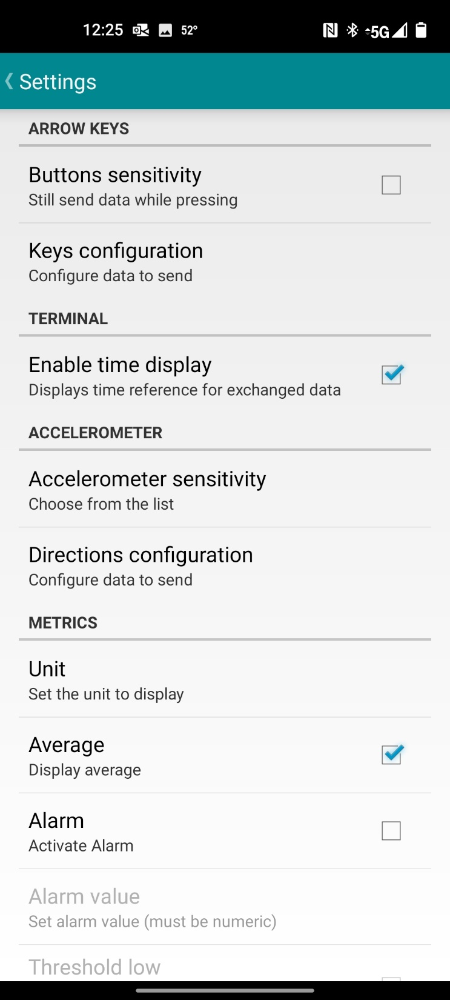 12:25 52° 5G
Settings
ARROW KEYS
Buttons sensitivity
Still send data while pressing
Keys configuration
Configure data to send
TERMINAL
Enable time display
Displays time reference for exchanged data
ACCELEROMETER
Accelerometer sensitivity
Choose from the list
Directions configuration
Configure data to send
METRICS
Unit
Set the unit to display
Average
Display average
Alarm
Activate Alarm
Alarm value
Set alarm value (must be numeric)
Threshold low